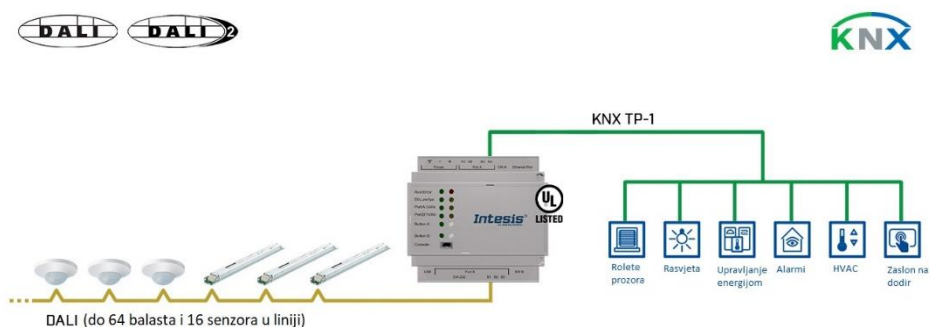 DALI DALI 2
KNX
KNX TP-1
Intesis
UL
LISTED
Rolete
prozora
Rasvjeta
Upravljanje
energijom
Alarmi
HVAC
Zaslon na
dodir
DALI (do 64 balasta i 16 senzora u liniji)